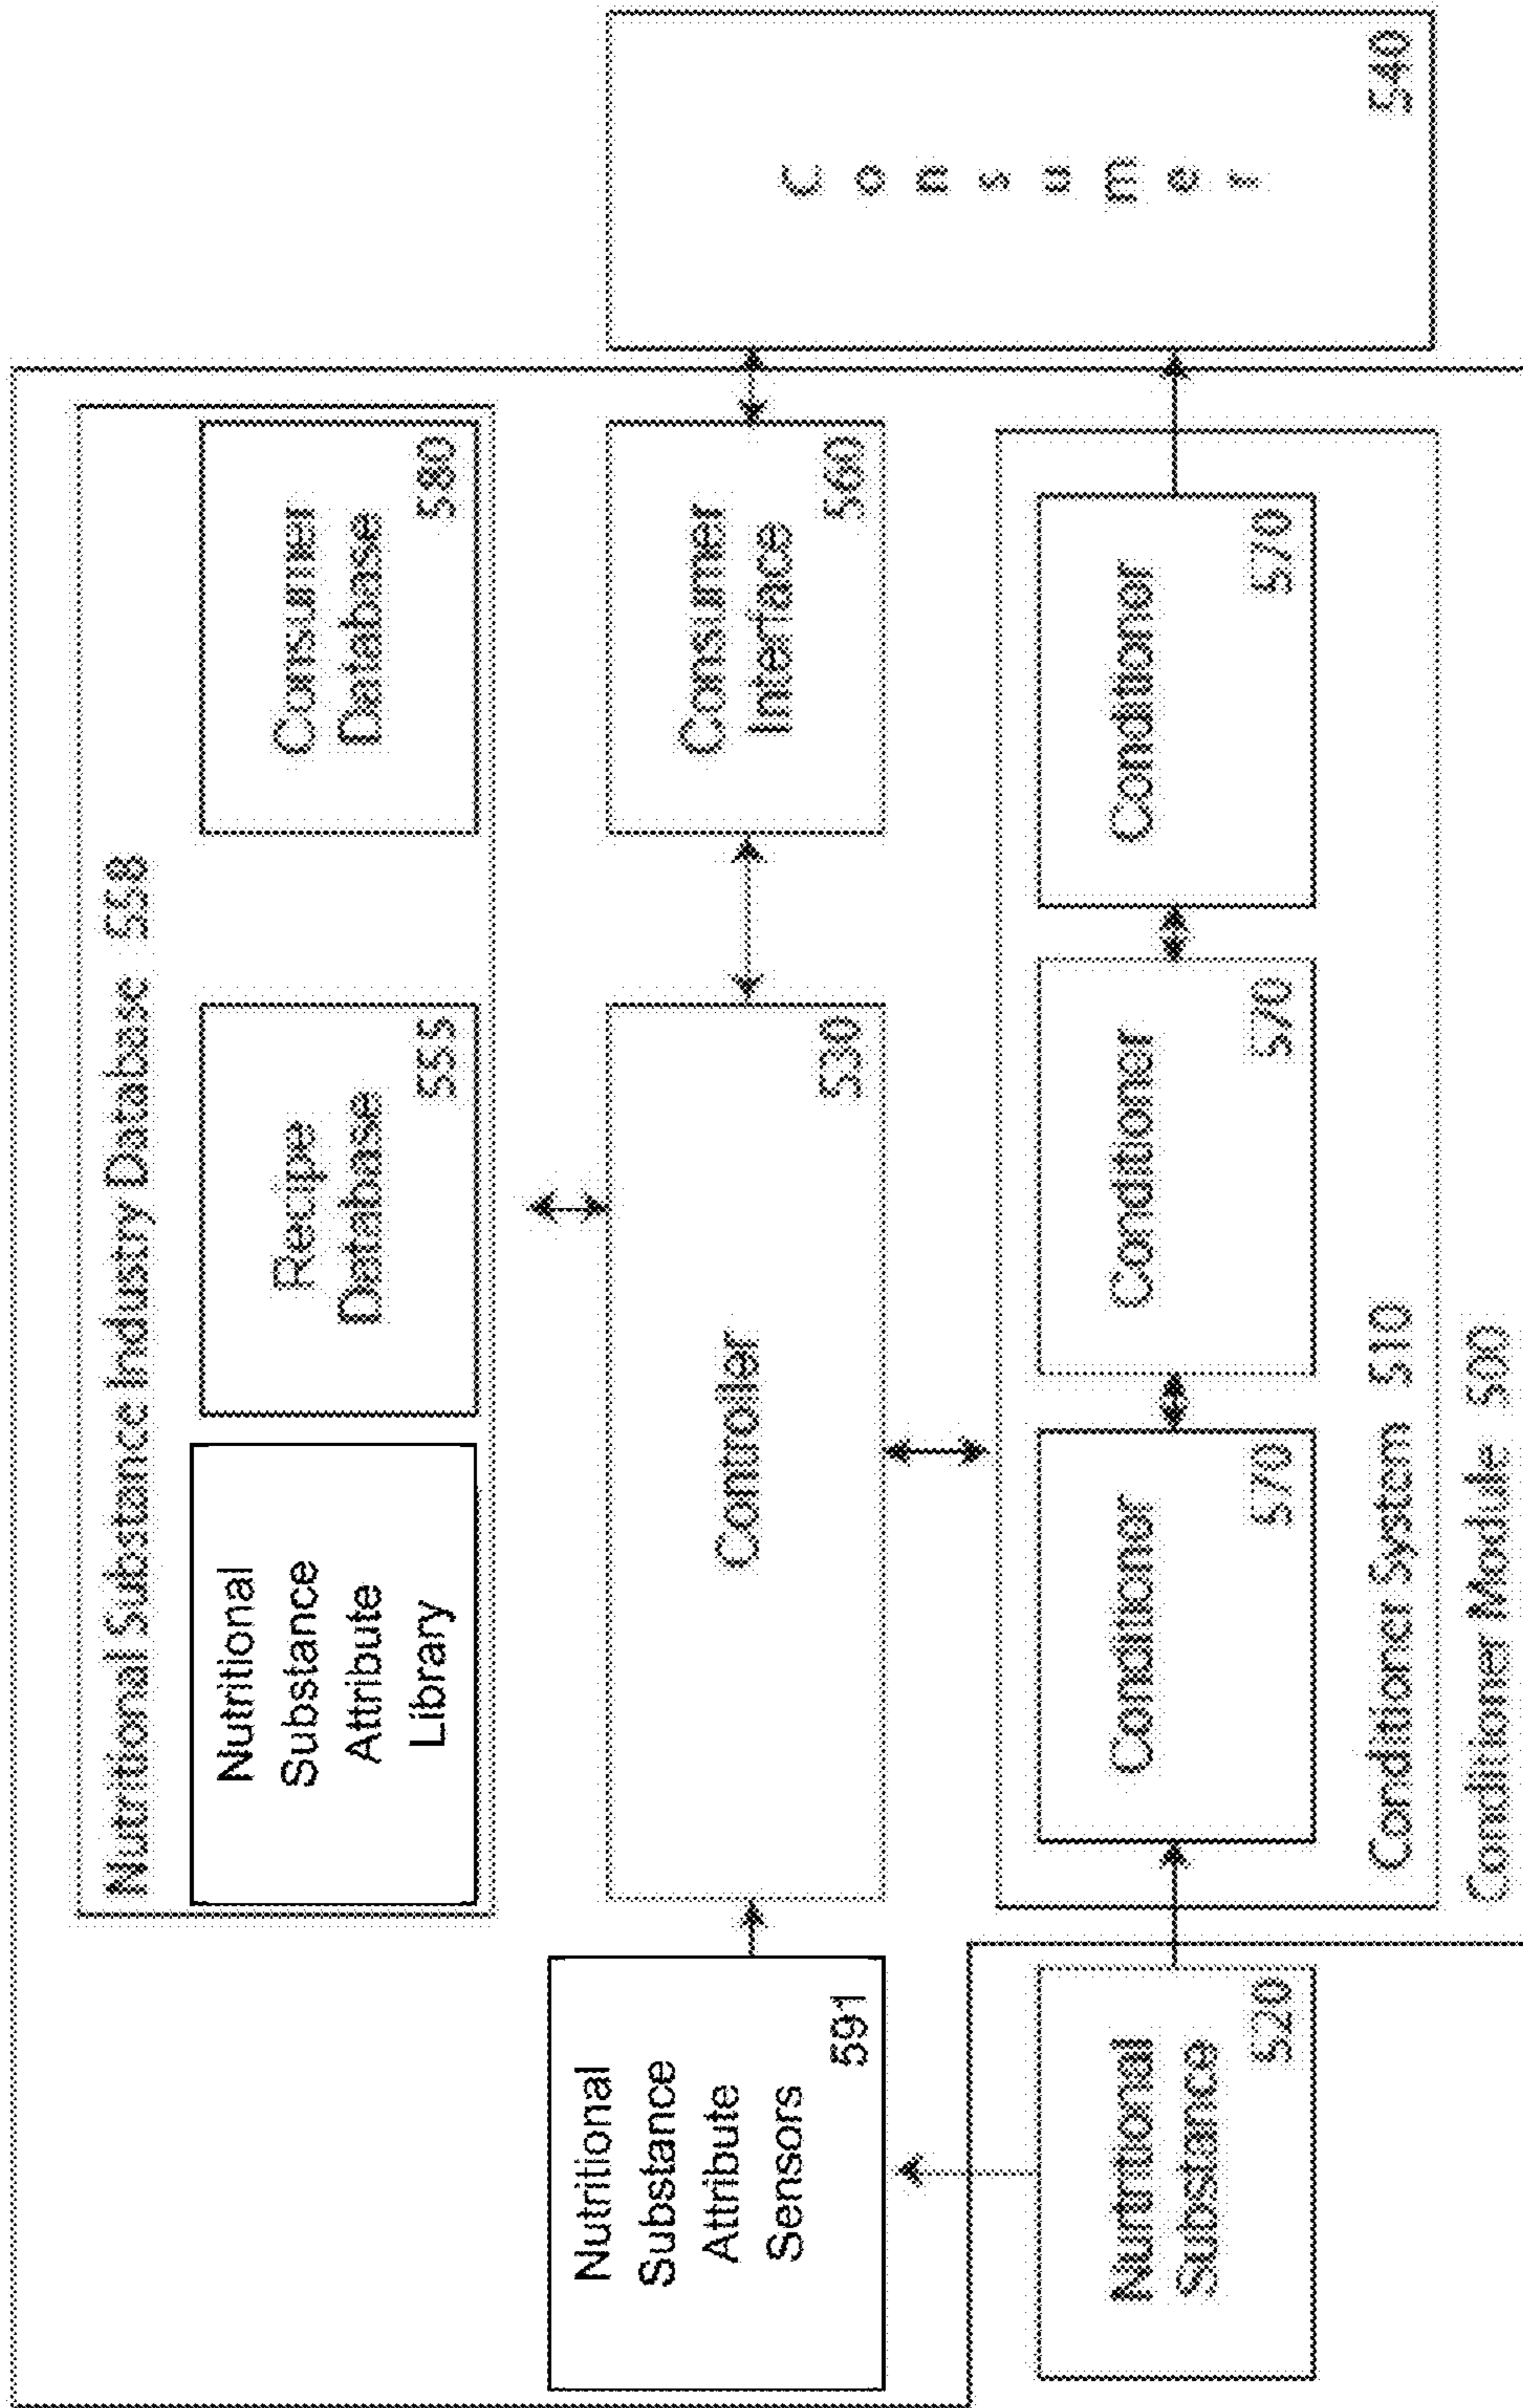 Nutritional Substance Industry Database 558
Nutritional
Substance
Attribute
Library
Recipe
Database
555
Consumer
Database
580
Nutritional
Substance
Attribute
Sensors
591
Controller
530
Consumer
Interface
560
Consumer
540
Nutritional
Substance
520
Conditioner
570
Conditioner
570
Conditioner
570
Conditioner System 510
Conditioner Module 500